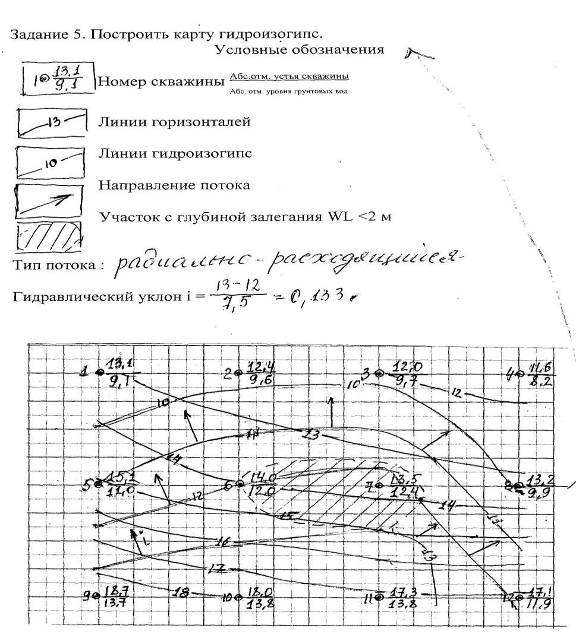 Задание 5. Построить карту гидроизогипс.
Условные обозначения
1 13,1 / 9,1 Номер скважины Абс.отм. устья скважины / Абс. отм. уровня грунтовых вод
13 Линии горизонталей
10 Линии гидроизогипс
Направление потока
Участок с глубиной залегания WL <2 м
Тип потока : радиально-расходящийся
Гидравлический уклон i = 13-12 / 7,5 = 0,133.
1 13,1 / 9,1 2 12,4 / 9,6 3 12,0 / 9,7 4 11,6 / 8,2
10 10 12
11 13
14
5 15,1 / 11,0 6 14,0 / 12,0 7 13,5 / 12,4 8 13,2 / 9,9
12 14
15 11
L 16 13
17
9 18,7 / 13,7 18 10 18,0 / 13,8 11 17,3 / 13,8 12 17,1 / 11,9